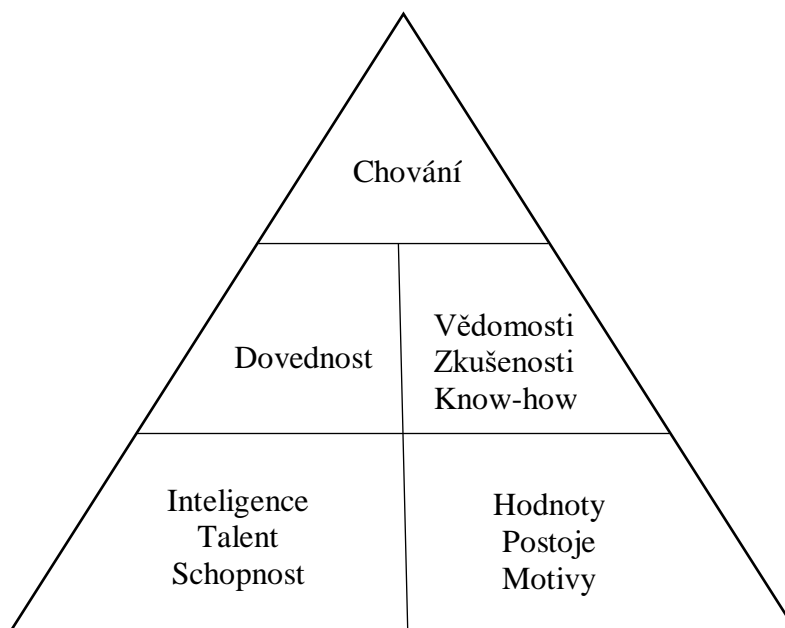 Chování
Dovednost
Vědomosti
Zkušenosti
Know-how
Inteligence
Talent
Schopnost
Hodnoty
Postoje
Motivy